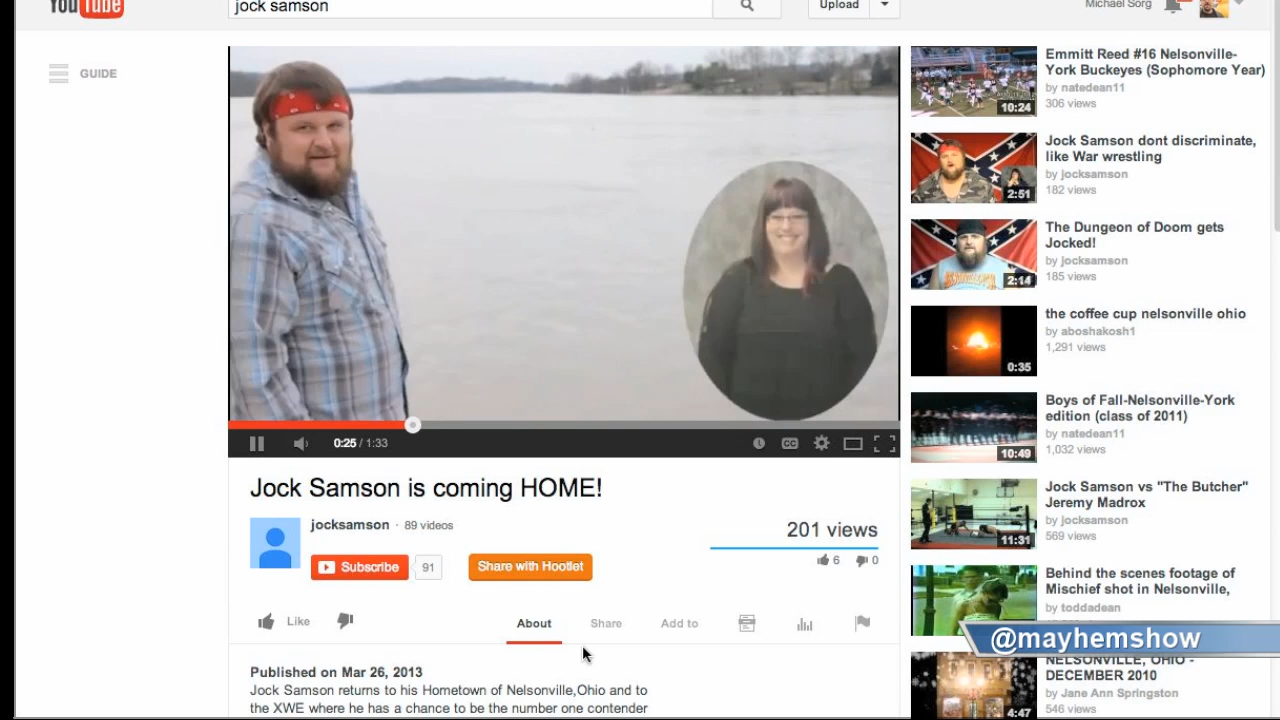 YouTube
jock samson
Upload
Michael Sorg
GUIDE
0:25 / 1:33
CC
Jock Samson is coming HOME!
jocksamson · 89 videos
Subscribe
91
Share with Hootlet
201 views
6
0
Like
About
Share
Add to
Published on Mar 26, 2013
Jock Samson returns to his Hometown of Nelsonville,Ohio and to
the XWE where he has a chance to be the number one contender
Emmitt Reed #16 Nelsonville-
York Buckeyes (Sophomore Year)
by natedean11
306 views
10:24
Jock Samson dont discriminate,
like War wrestling
by jocksamson
182 views
2:51
The Dungeon of Doom gets
Jocked!
by jocksamson
185 views
2:14
the coffee cup nelsonville ohio
by aboshakosh1
1,291 views
0:35
Boys of Fall-Nelsonville-York
edition (class of 2011)
by natedean11
1,032 views
10:49
Jock Samson vs "The Butcher"
Jeremy Madrox
by jocksamson
569 views
11:31
Behind the scenes footage of
Mischief shot in Nelsonville,
by toddadean
@mayhemshow
NELSONVILLE, OHIO -
DECEMBER 2010
by Jane Ann Springston
546 views
4:47